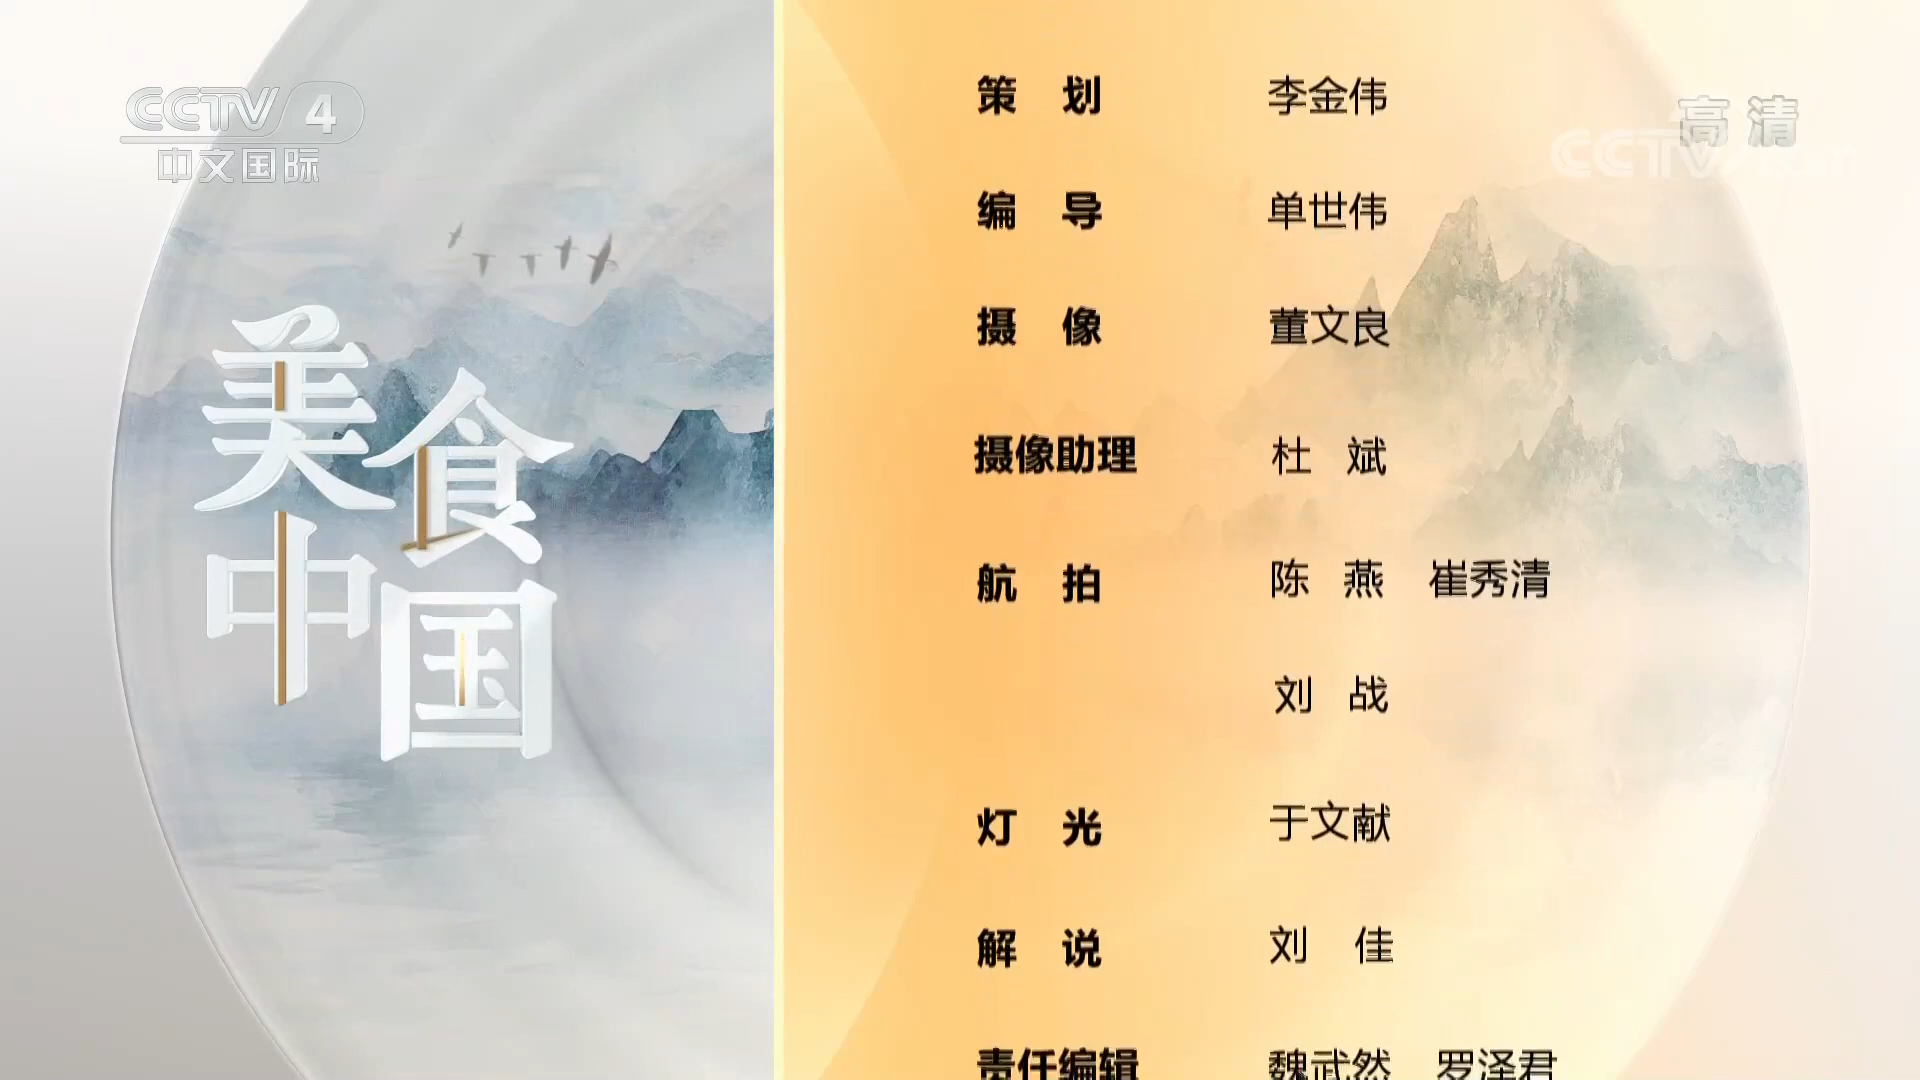 CCTV 4
中文国际
高清
CCTV
美食
中国
策 划 李金伟
编 导 单世伟
摄 像 董文良
摄像助理 杜 斌
航 拍 陈 燕 崔秀清
刘 战
灯 光 于文献
解 说 刘 佳
责任编辑 魏武然 罗泽君